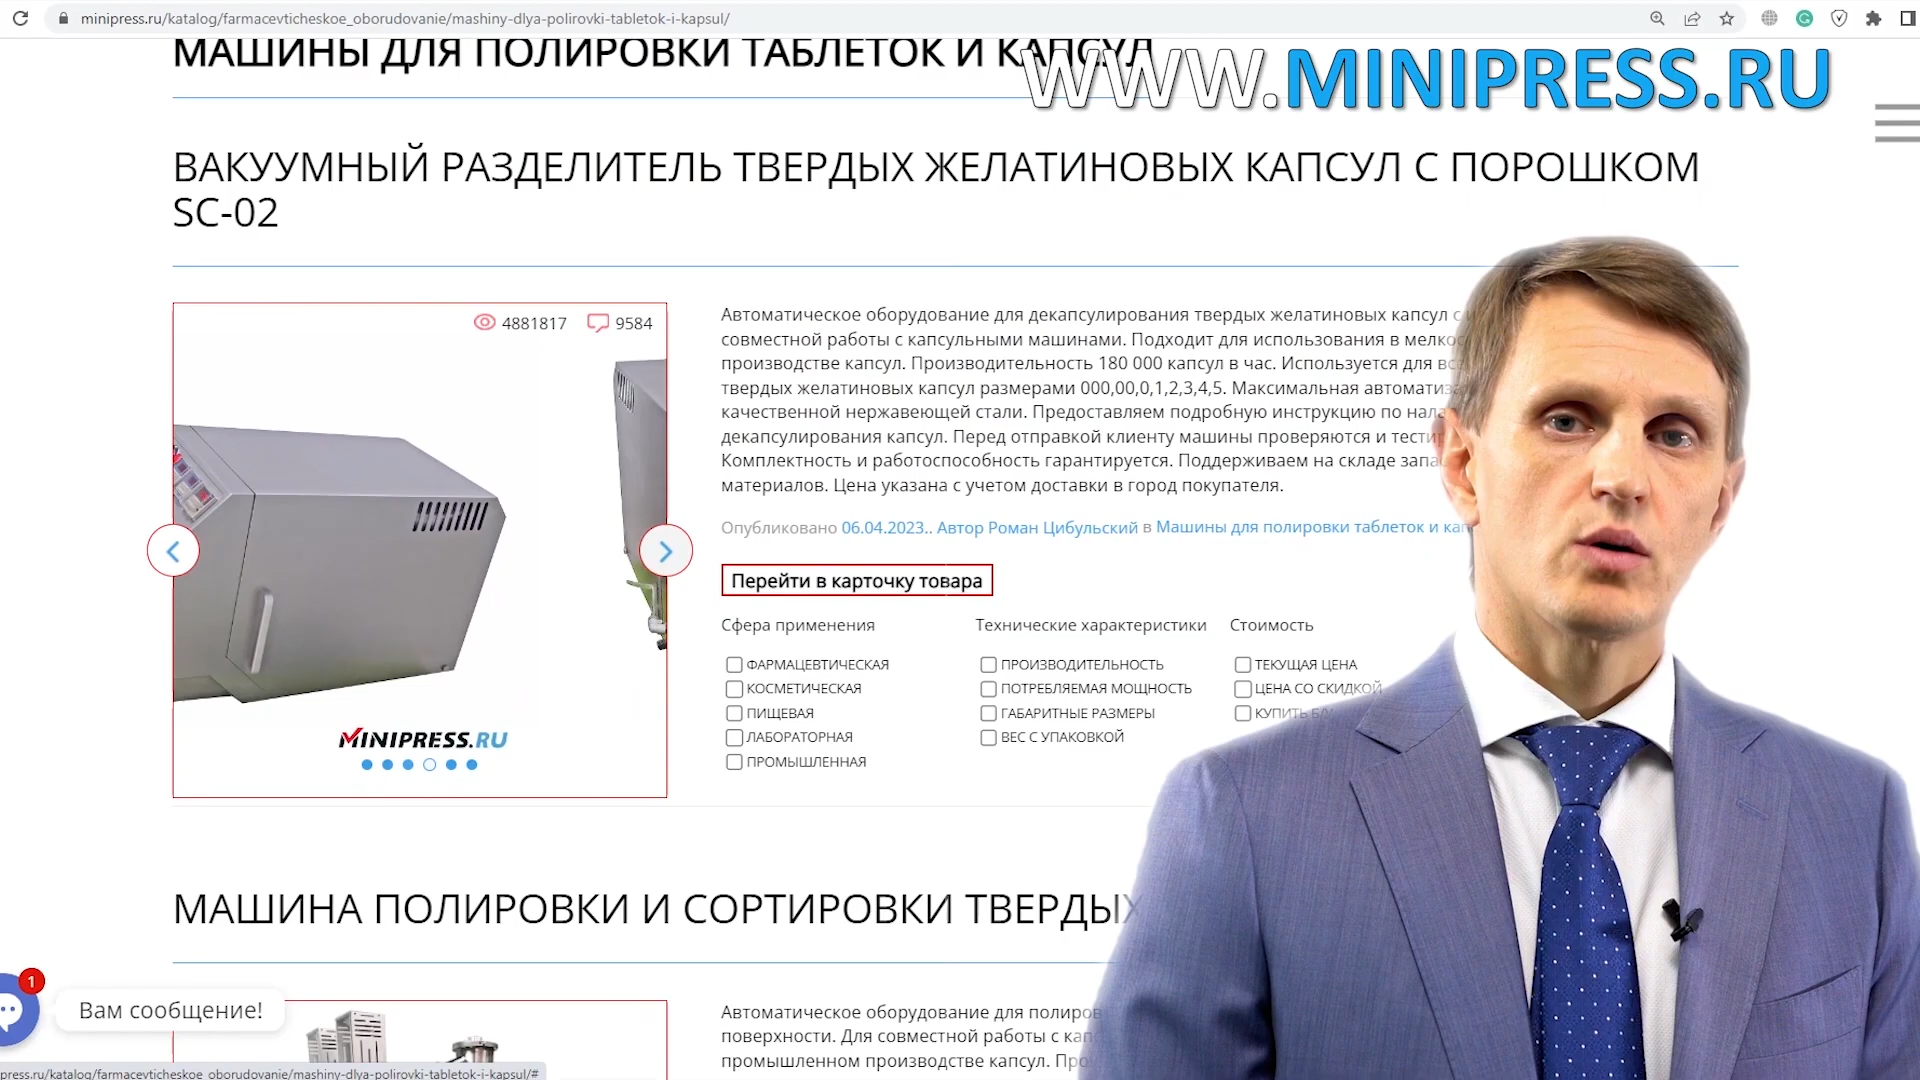 minipress.ru/katalog/farmacevticheskoe_oborudovanie/mashiny-dlya-polirovki-tabletok-i-kapsul/
МАШИНЫ ДЛЯ ПОЛИРОВКИ ТАБЛЕТОК И КАПСУЛ
WWW.MINIPRESS.RU
ВАКУУМНЫЙ РАЗДЕЛИТЕЛЬ ТВЕРДЫХ ЖЕЛАТИНОВЫХ КАПСУЛ С ПОРОШКОМ
SC-02
4881817 9584
Автоматическое оборудование для декапсулирования твердых желатиновых капсул с
совместной работы с капсульными машинами. Подходит для использования в
производстве капсул. Производительность 180 000 капсул в час. Используется для
твердых желатиновых капсул размерами 000,00,0,1,2,3,4,5. Максимальная
качественной нержавеющей стали. Предоставляем подробную инструкцию по
декапсулирования капсул. Перед отправкой клиенту машины проверяются и
Комплектность и работоспособность гарантируется. Поддерживаем на складе
материалов. Цена указана с учетом доставки в город покупателя.
Опубликовано 06.04.2023.. Автор Роман Цибульский в Машины для полировки таблеток и
Перейти в карточку товара
Сфера применения Технические характеристики Стоимость
ФАРМАЦЕВТИЧЕСКАЯ ПРОИЗВОДИТЕЛЬНОСТЬ ТЕКУЩАЯ ЦЕНА
КОСМЕТИЧЕСКАЯ ПОТРЕБЛЯЕМАЯ МОЩНОСТЬ ЦЕНА СО СКИДКОЙ
ПИЩЕВАЯ ГАБАРИТНЫЕ РАЗМЕРЫ КУПИТЬ
ЛАБОРАТОРНАЯ ВЕС С УПАКОВКОЙ
ПРОМЫШЛЕННАЯ
MINIPRESS.RU
МАШИНА ПОЛИРОВКИ И СОРТИРОВКИ ТВЕРДЫХ
1
Вам сообщение!
Автоматическое оборудование для
поверхности. Для совместной работы с
промышленном производстве капсул.
press.ru/katalog/farmacevticheskoe_oborudovanie/mashiny-dlya-polirovki-tabletok-i-kapsul/#